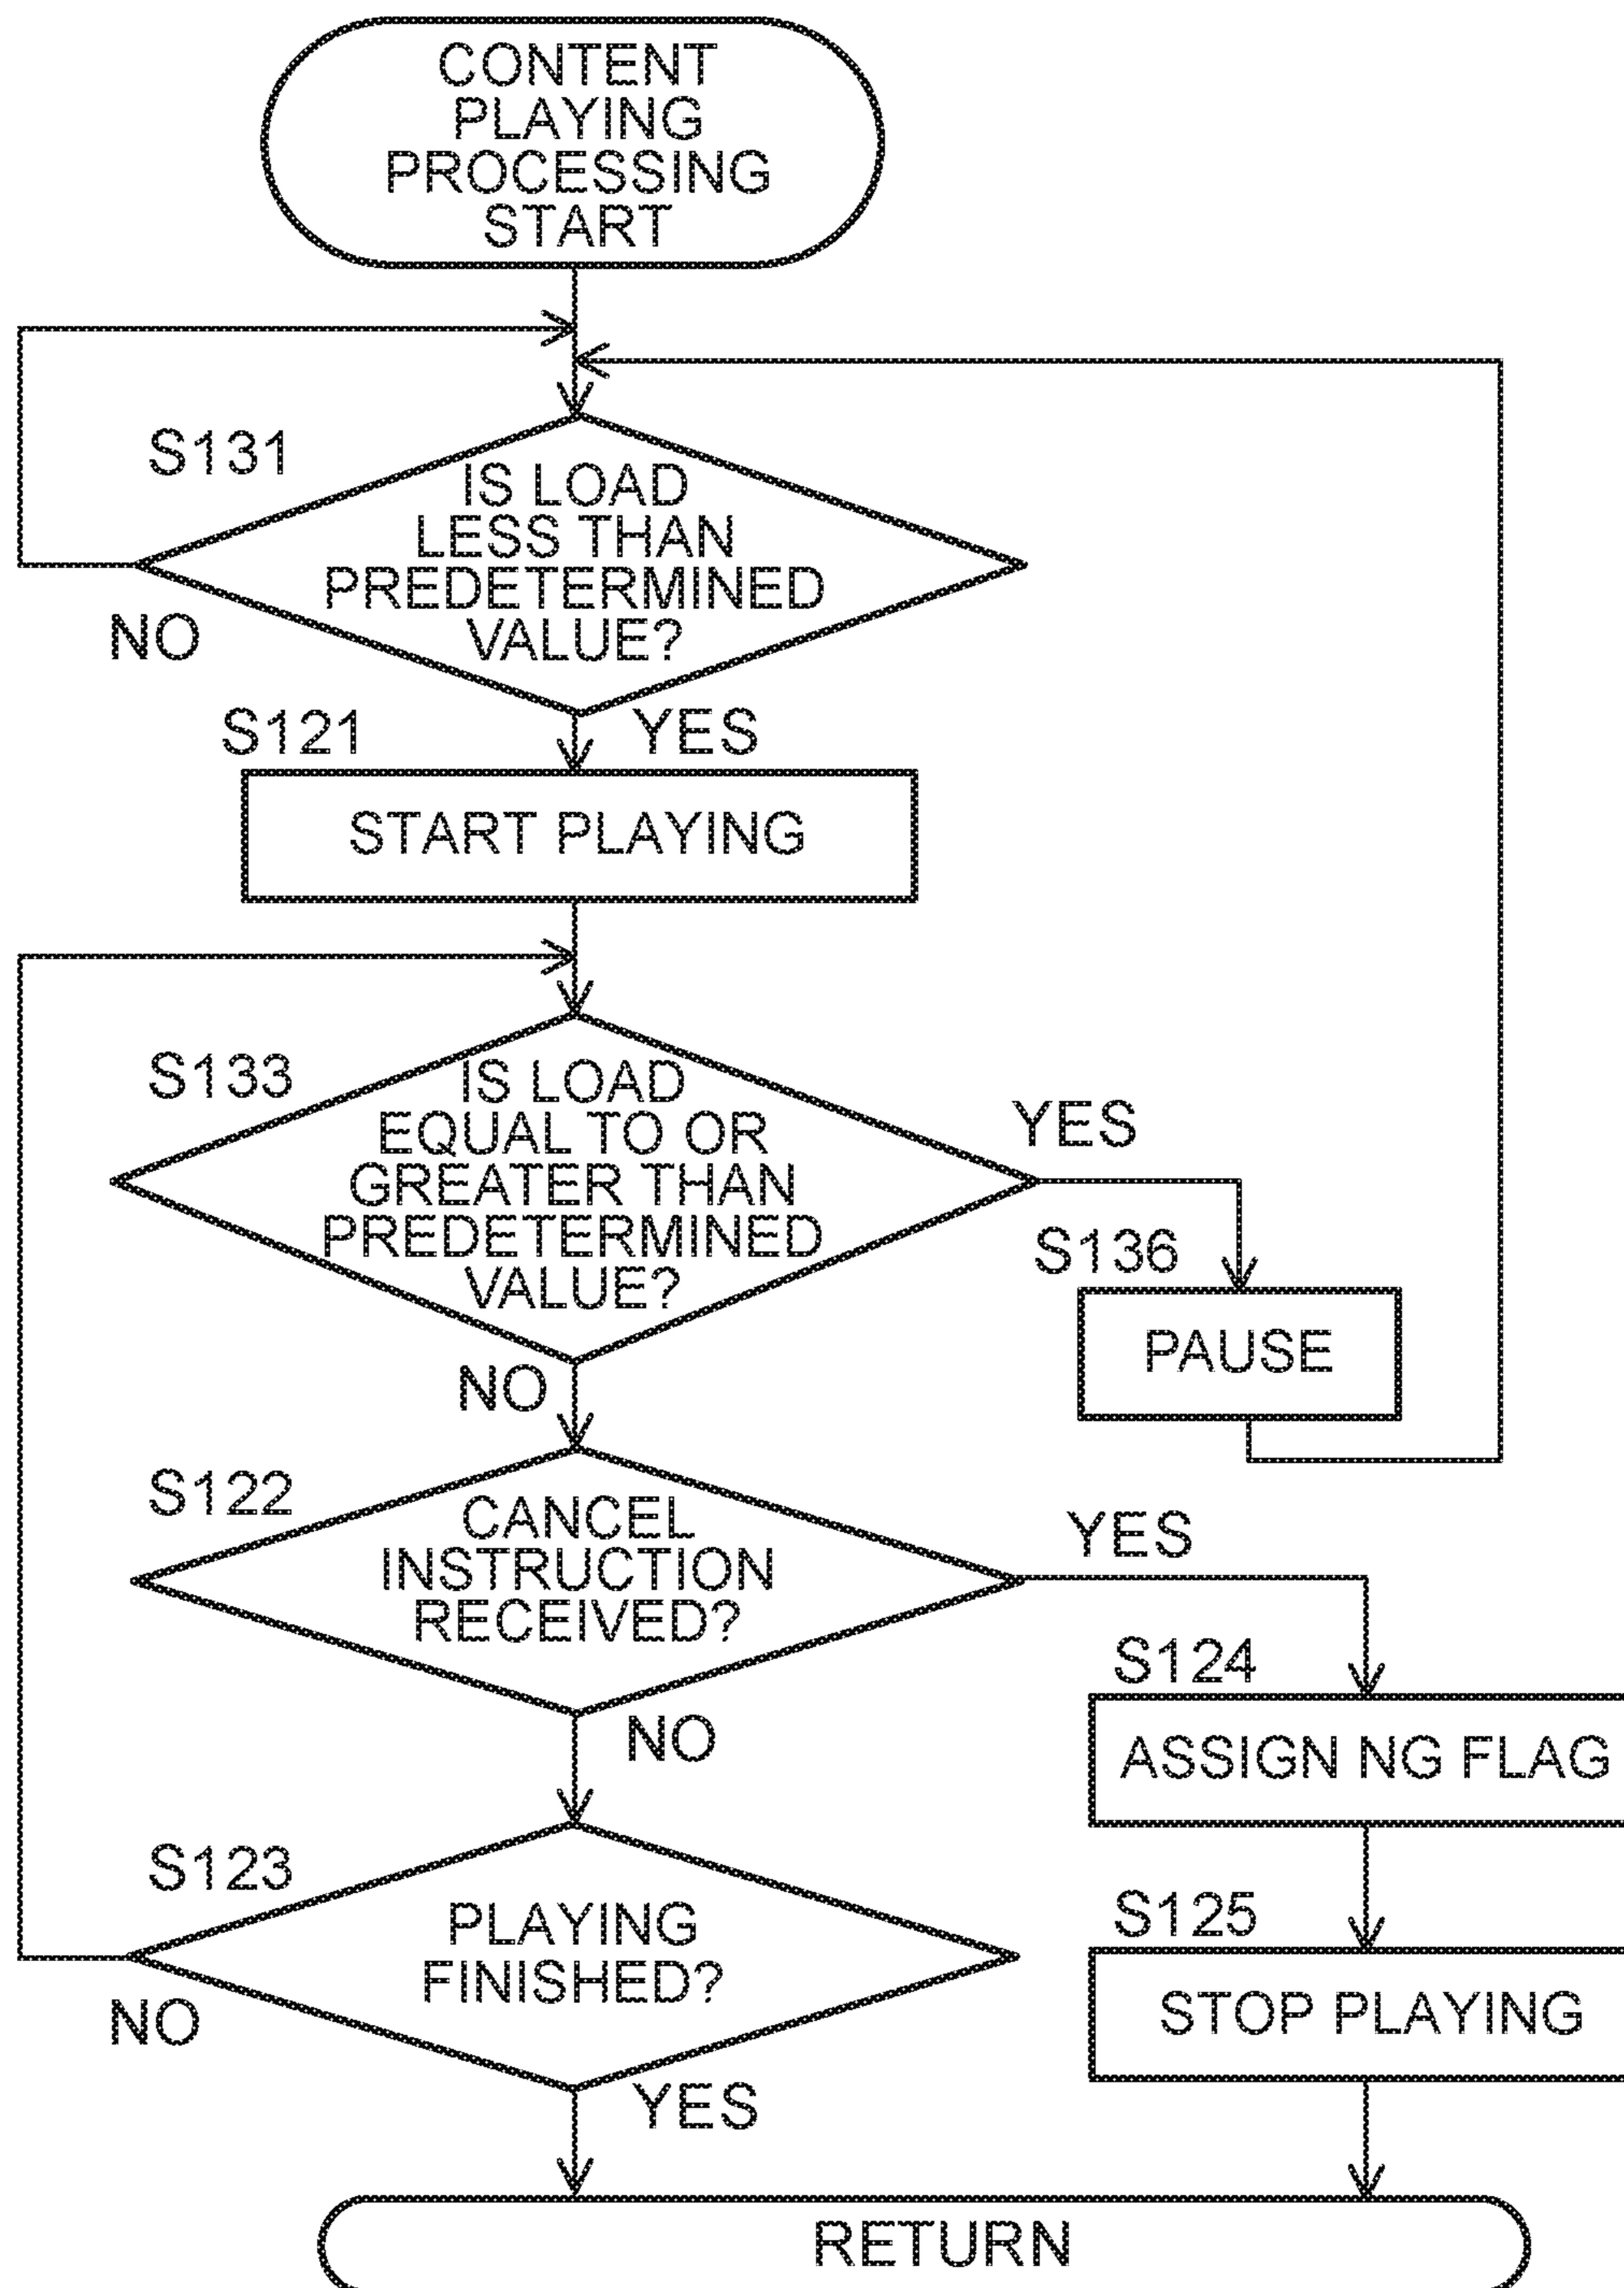 CONTENT
PLAYING
PROCESSING
START
S131
IS LOAD
LESS THAN
PREDETERMINED
VALUE?
NO
S121
YES
START PLAYING
S133
IS LOAD
EQUAL TO OR
GREATER THAN
PREDETERMINED
VALUE?
YES
S136
PAUSE
NO
S122
CANCEL
INSTRUCTION
RECEIVED?
YES
S124
ASSIGN NG FLAG
NO
S123
PLAYING
FINISHED?
S125
STOP PLAYING
NO
YES
RETURN